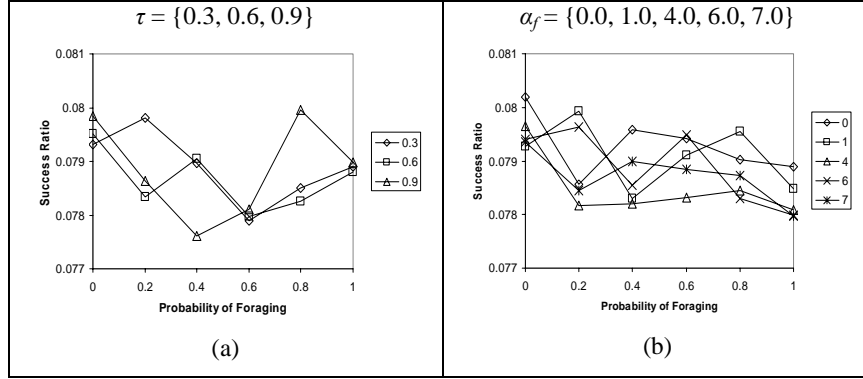 τ = {0.3, 0.6, 0.9}
0.081
0.08
0.079
0.078
0.077
Success Ratio
0 0.2 0.4 0.6 0.8 1
Probability of Foraging
0.3
0.6
0.9
(a)
α_f = {0.0, 1.0, 4.0, 6.0, 7.0}
0.081
0.08
0.079
0.078
0.077
Success Ratio
0 0.2 0.4 0.6 0.8 1
Probability of Foraging
0
1
4
6
7
(b)